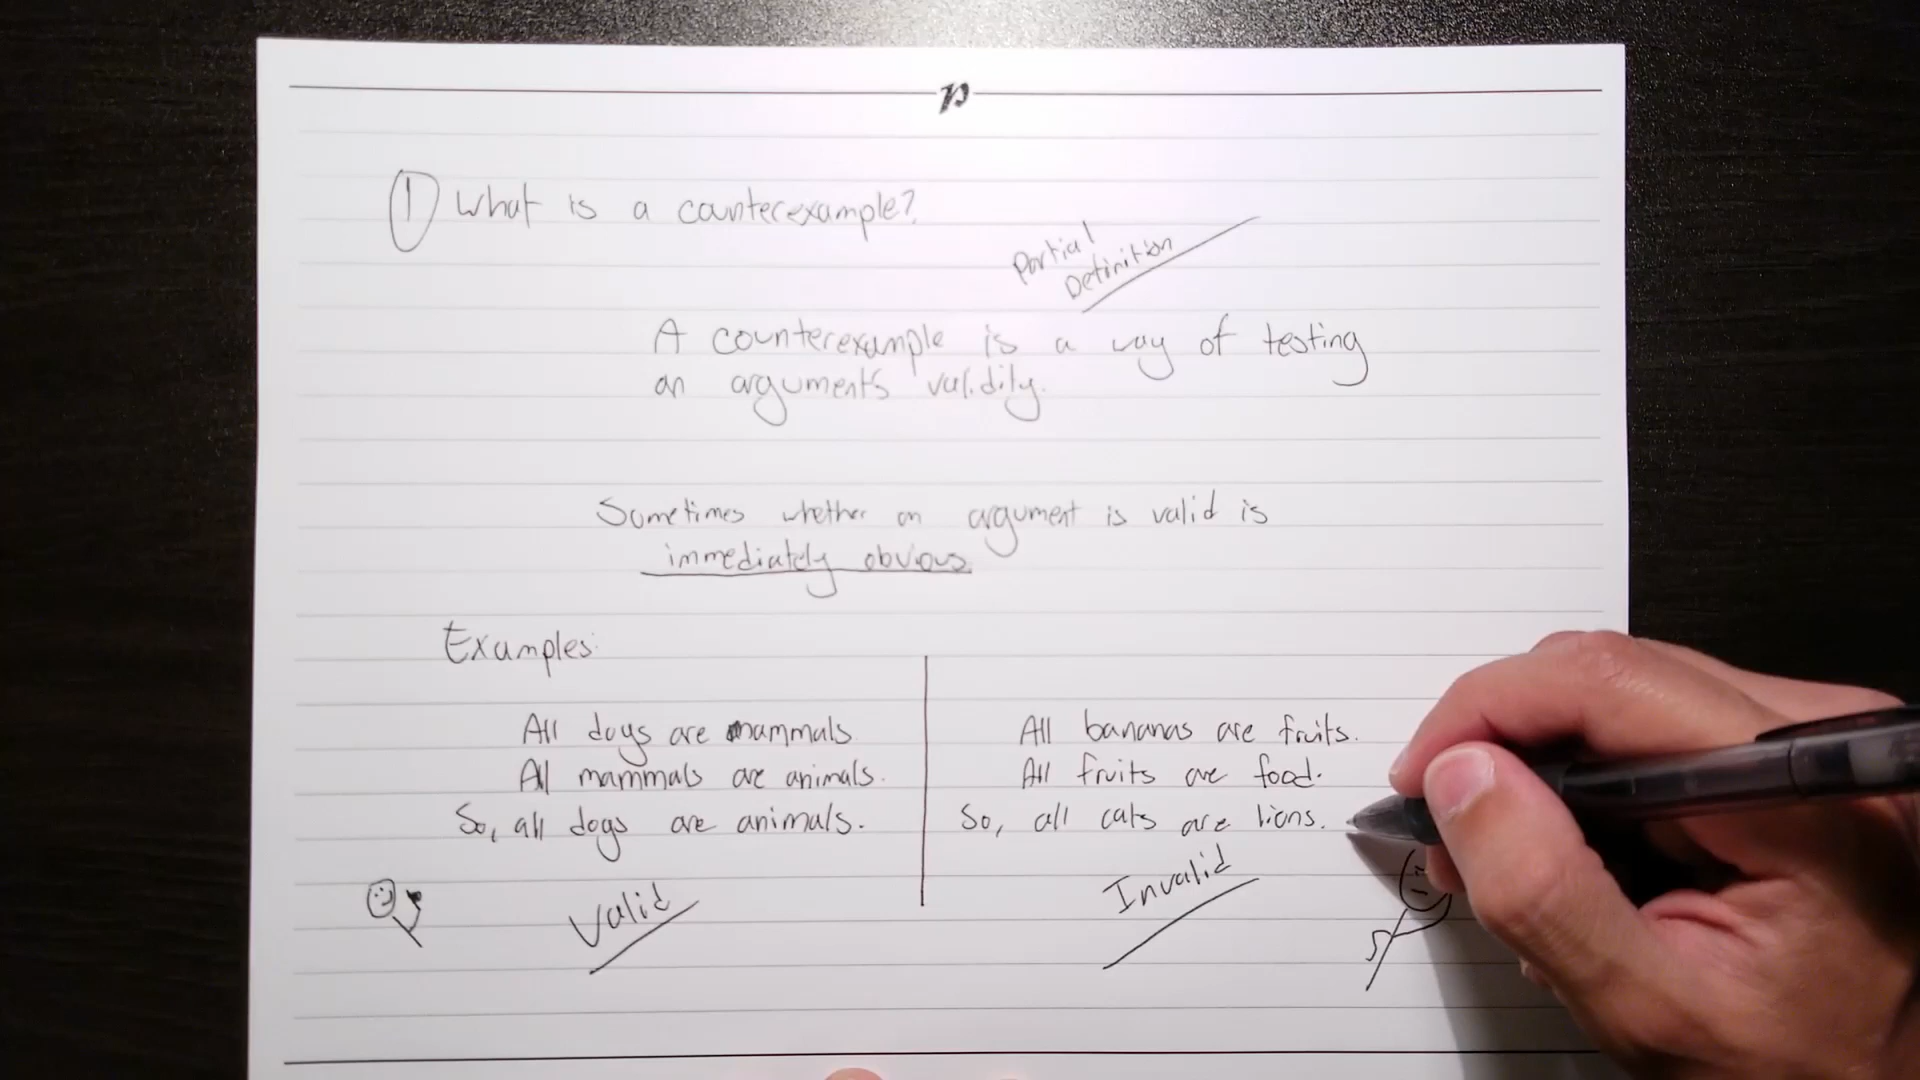 p
1 What is a counterexample?
Partial
Definition
A counterexample is a way of testing
an arguments validity.
Sometimes whether an argument is valid is
immediately obvious.
Examples:
All dogs are mammals.
All mammals are animals.
So, all dogs are animals.
Valid
All bananas are fruits.
All fruits are food.
So, all cats are lions.
Invalid